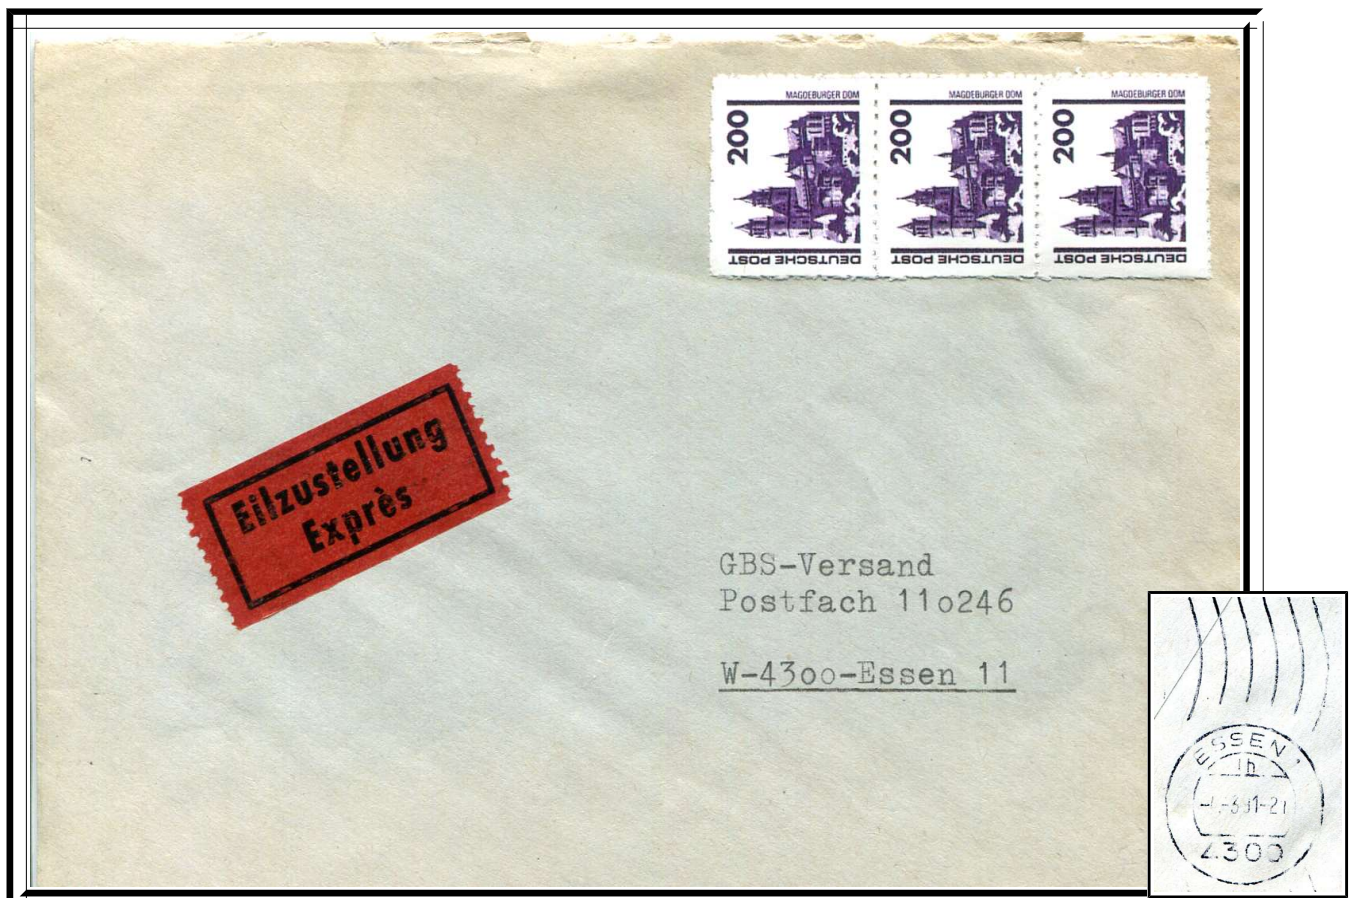 MAGDEBURGER DOM
200
DEUTSCHE POST
MAGDEBURGER DOM
200
DEUTSCHE POST
MAGDEBURGER DOM
200
DEUTSCHE POST
Eilzustellung
Exprès
GBS-Versand
Postfach 11o246
W-43oo-Essen 11
ESSEN 1
4300